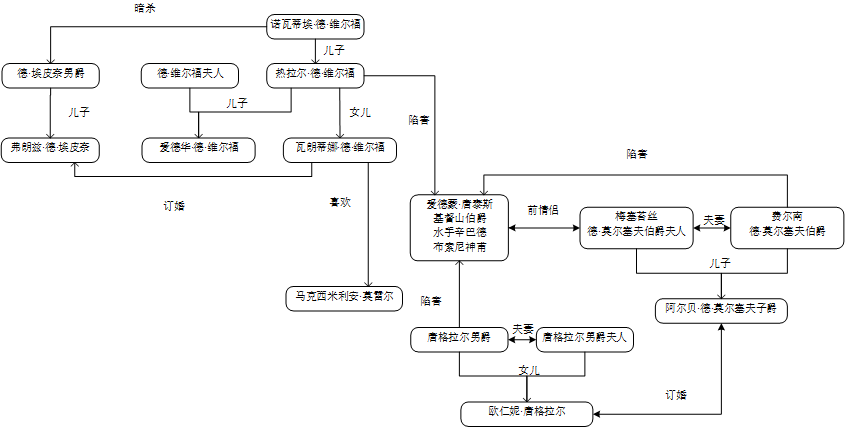 暗杀
诺瓦蒂埃·德·维尔福
儿子
德·埃皮奈男爵
德·维尔福夫人
热拉尔·德·维尔福
儿子
儿子
女儿
陷害
弗朗兹·德·埃皮奈
爱德华·德·维尔福
瓦朗蒂娜·德·维尔福
陷害
订婚
喜欢
爱德蒙·唐泰斯
基督山伯爵
水手辛巴德
布索尼神甫
前情侣
梅塞苔丝
德·莫尔塞夫伯爵夫人
夫妻
费尔南
德·莫尔塞夫伯爵
儿子
马克西米利安·莫雷尔
陷害
阿尔贝·德·莫尔塞夫子爵
唐格拉尔男爵
夫妻
唐格拉尔男爵夫人
女儿
订婚
欧仁妮·唐格拉尔